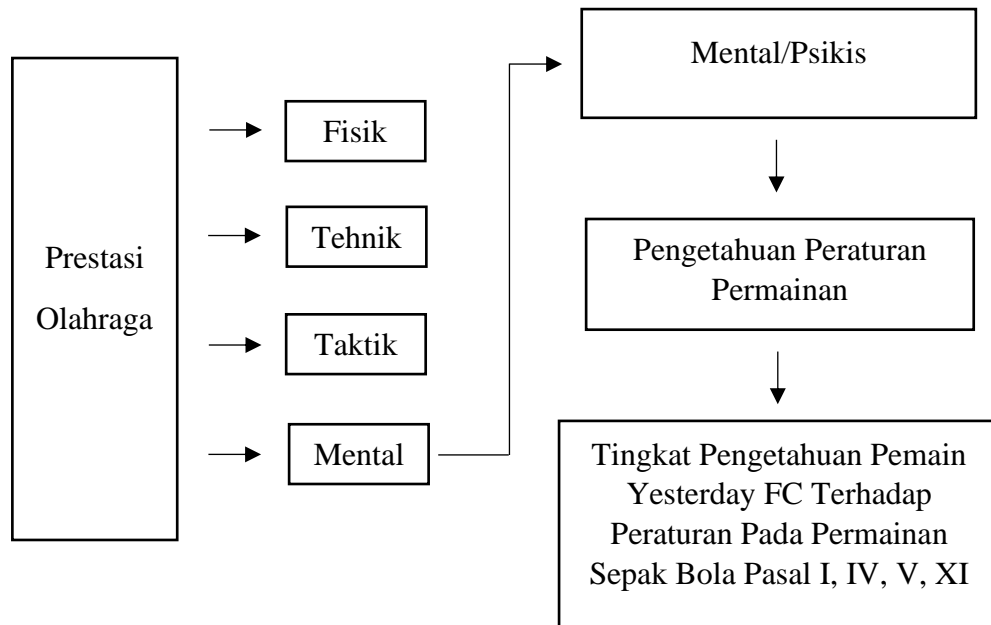 Prestasi
Olahraga
Fisik
Tehnik
Taktik
Mental
Mental/Psikis
Pengetahuan Peraturan
Permainan
Tingkat Pengetahuan Pemain
Yesterday FC Terhadap
Peraturan Pada Permainan
Sepak Bola Pasal I, IV, V, XI